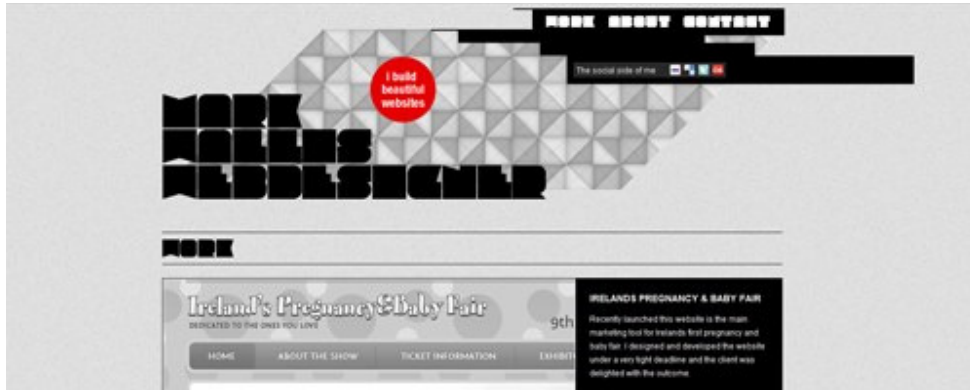 WORK ABOUT CONTACT
The social side of me
i build
beautiful
websites
WEBDESIGNER
WORK
Ireland's Pregnancy&Baby Fair
DEDICATED TO THE ONES YOU LOVE
9th
HOME ABOUT THE SHOW TICKET INFORMATION EXHIBIT
IRELANDS PREGNANCY & BABY FAIR
Recently launched this website is the main
marketing tool for Irelands first pregnancy and
baby fair. I designed and developed the website
under a very tight deadline and the client was
delighted with the outcome.